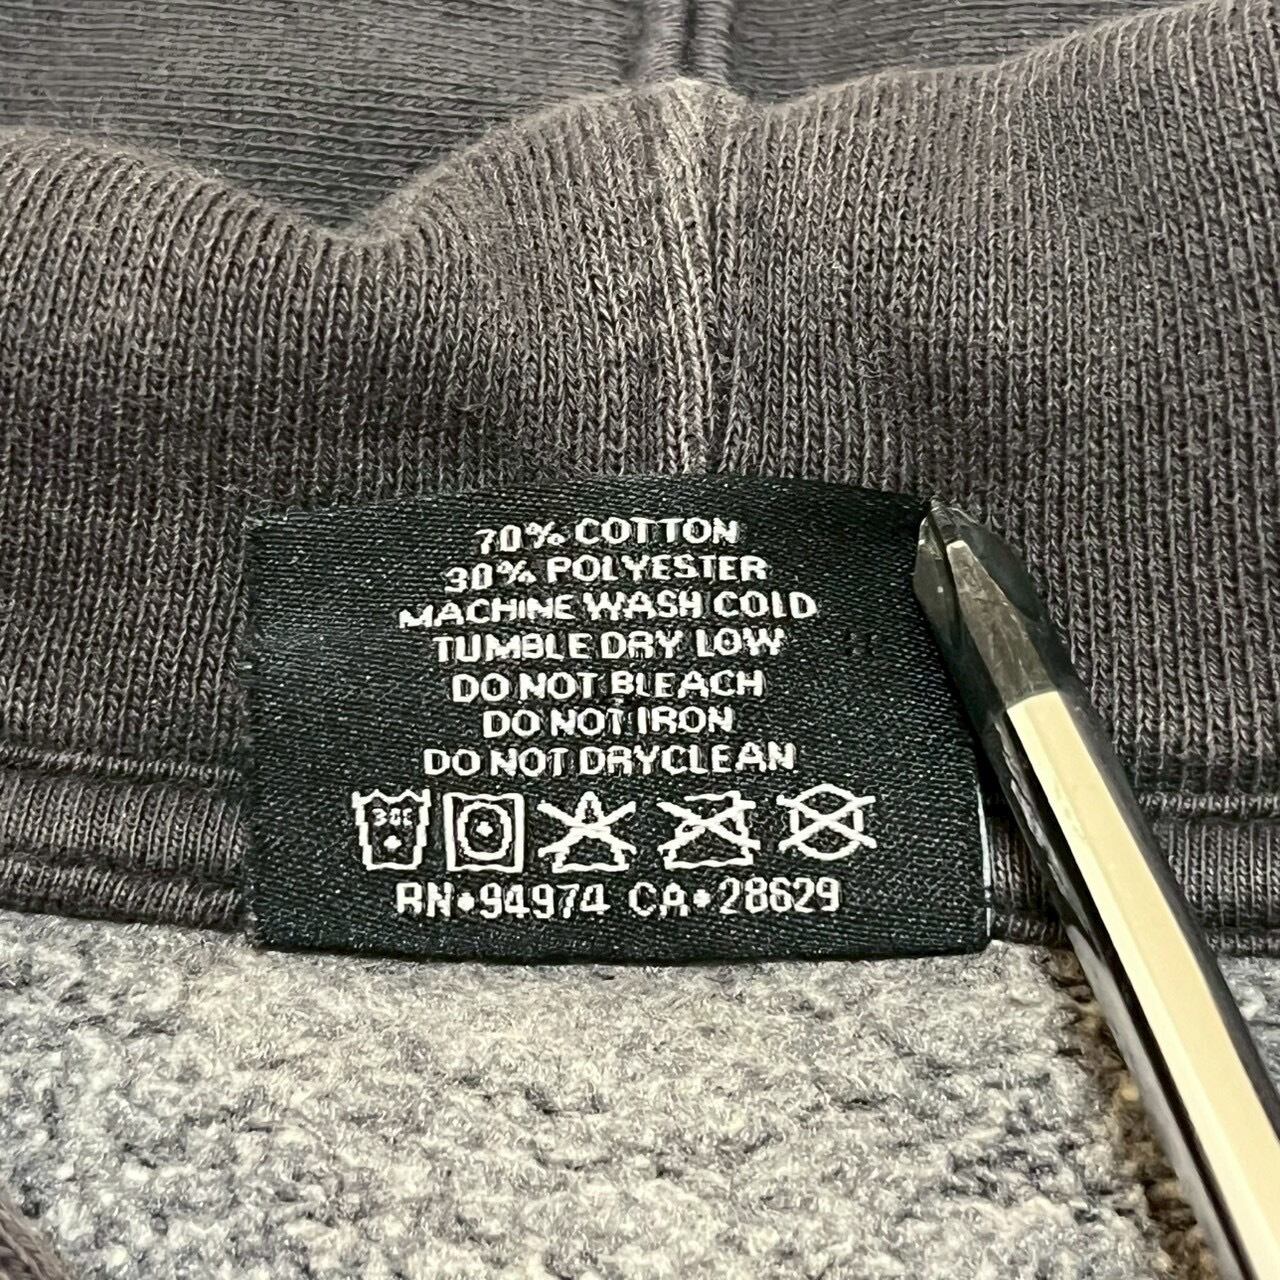 70% COTTON
30% POLYESTER
MACHINE WASH COLD
TUMBLE DRY LOW
DO NOT BLEACH
DO NOT IRON
DO NOT DRYCLEAN
30C
RN•94974 CA•28629